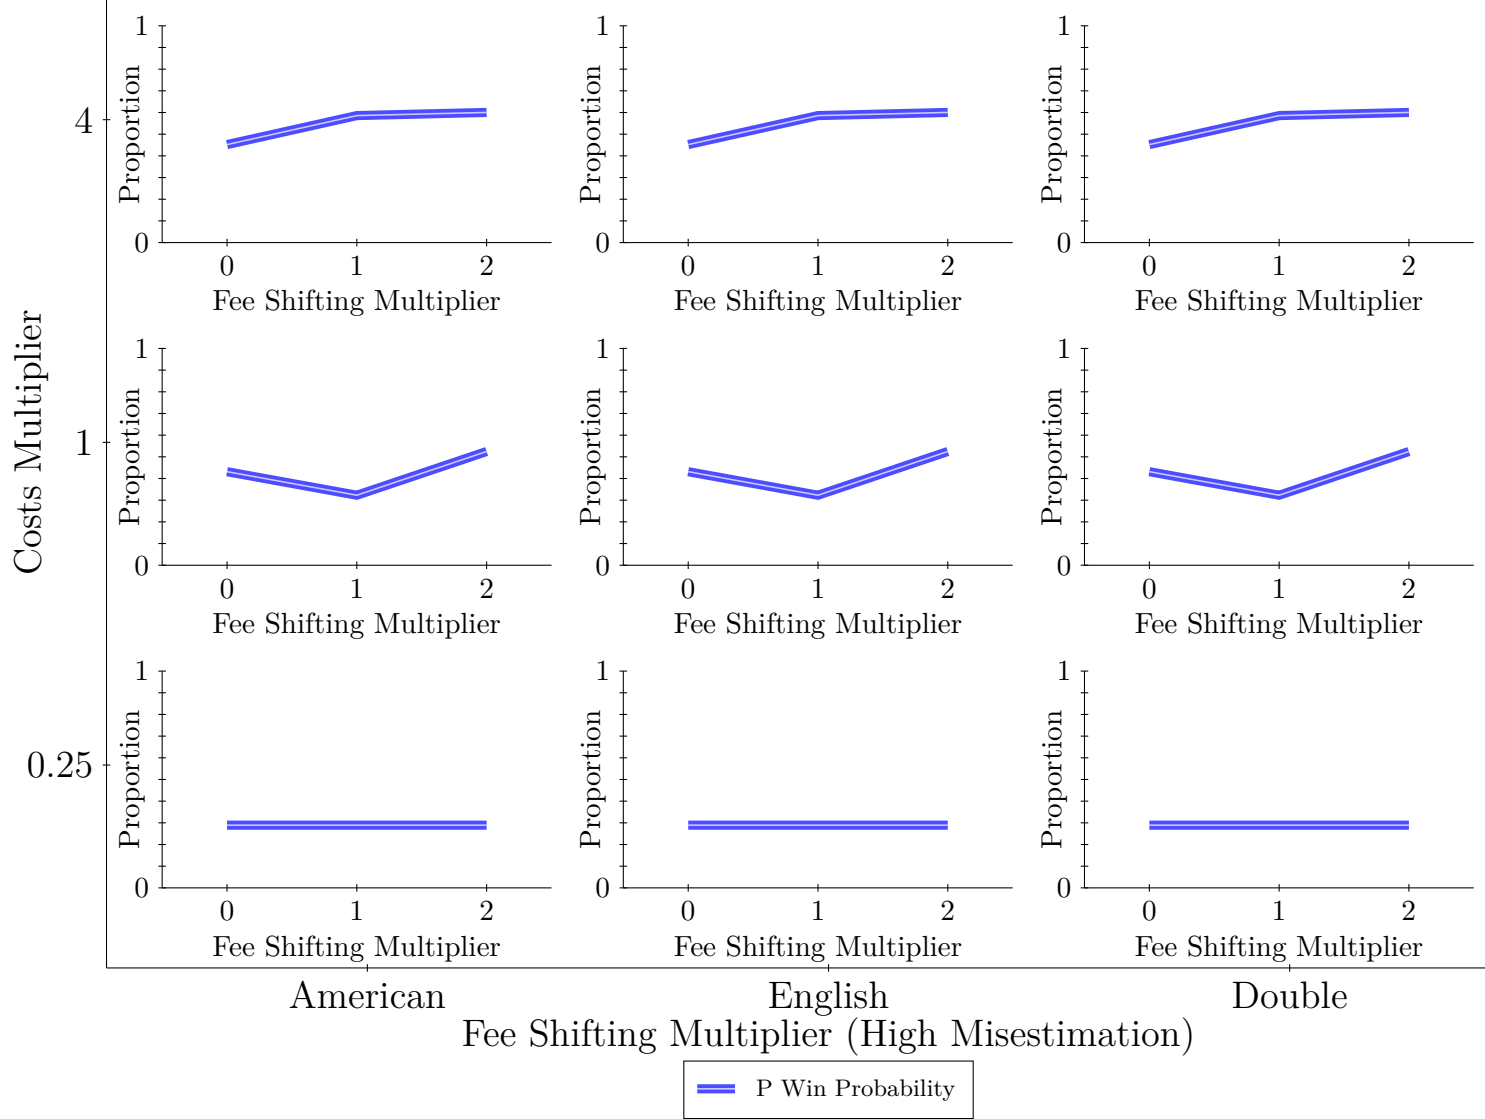 Costs Multiplier
4
1
0.25
1
Proportion
0
0 1 2
Fee Shifting Multiplier
1
Proportion
0
0 1 2
Fee Shifting Multiplier
1
Proportion
0
0 1 2
Fee Shifting Multiplier
1
Proportion
0
0 1 2
Fee Shifting Multiplier
1
Proportion
0
0 1 2
Fee Shifting Multiplier
1
Proportion
0
0 1 2
Fee Shifting Multiplier
1
Proportion
0
0 1 2
Fee Shifting Multiplier
1
Proportion
0
0 1 2
Fee Shifting Multiplier
1
Proportion
0
0 1 2
Fee Shifting Multiplier
American English Double
Fee Shifting Multiplier (High Misestimation)
P Win Probability